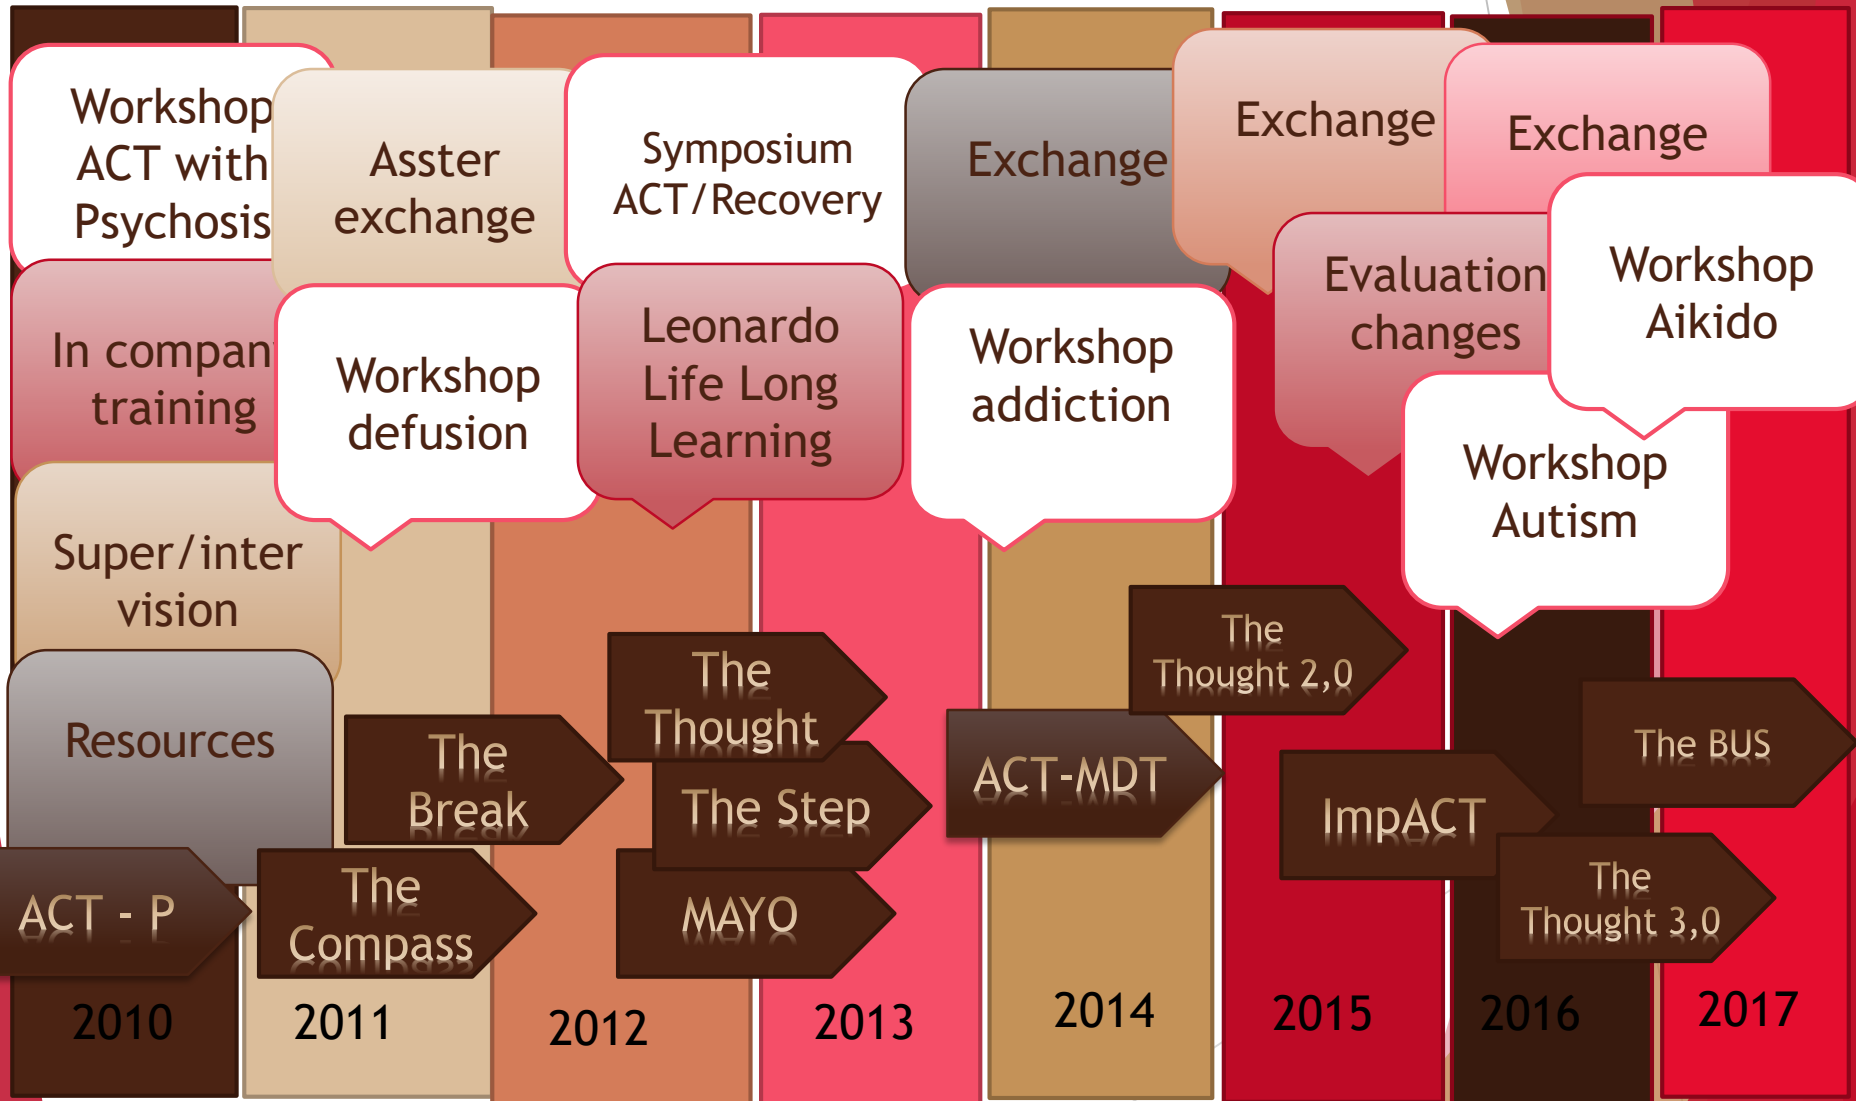 Workshop
ACT with
Psychosis
In compan
training
Super/inter
vision
Resources
ACT - P
Asster
exchange
Workshop
defusion
The
Break
The
Compass
Symposium
ACT/Recovery
Leonardo
Life Long
Learning
The
Thought
The Step
MAYO
Exchange
Workshop
addiction
ACT-MDT
The
Thought 2,0
Exchange
Evaluation
changes
ImpACT
Exchange
Workshop
Aikido
Workshop
Autism
The BUS
The
Thought 3,0
2010
2011
2012
2013
2014
2015
2016
2017